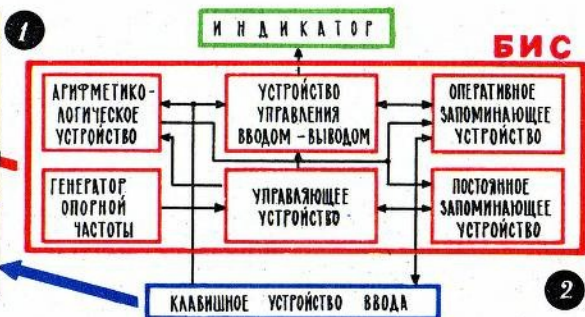 1
ИНДИКАТОР
БИС
АРИФМЕТИКО-
ЛОГИЧЕСКОЕ
УСТРОЙСТВО
УСТРОЙСТВО
УПРАВЛЕНИЯ
ВВОДОМ-ВЫВОДОМ
ОПЕРАТИВНОЕ
ЗАПОМИНАЮЩЕЕ
УСТРОЙСТВО
ГЕНЕРАТОР
ОПОРНОЙ
ЧАСТОТЫ
УПРАВЛЯЮЩЕЕ
УСТРОЙСТВО
ПОСТОЯННОЕ
ЗАПОМИНАЮЩЕЕ
УСТРОЙСТВО
КЛАВИШНОЕ УСТРОЙСТВО ВВОДА
2